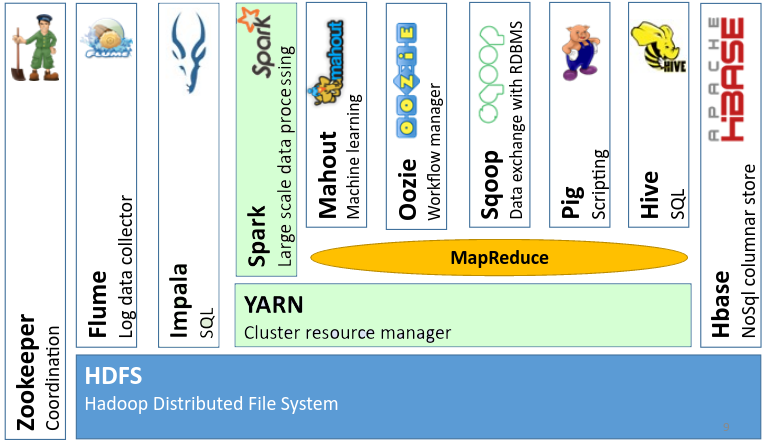 Zookeeper
Coordination
Flume
Log data collector
Impala
SQL
Spark
Spark
Large scale data proce ssing
mahout
Mahout
Machine learning
OOZIE
Oozie
Workflow manager
sqoop
Sqoop
Data exchange with RDBMS
Pig
Scripting
HIVE
Hive
SQL
APACHE
HBASE
Hbase
NoSql columnar store
MapReduce
YARN
Cluster resource manager
HDFS
Hadoop Distributed File System